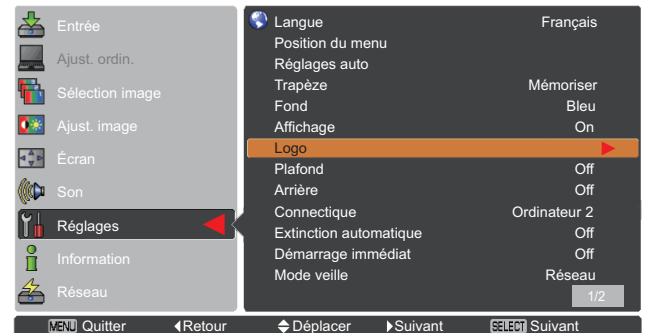 Entrée
Ajust. ordin.
Sélection image
Ajust. image
Écran
Son
Réglages
Information
Réseau
Langue Français
Position du menu
Réglages auto
Trapèze Mémoriser
Fond Bleu
Affichage On
Logo
Plafond Off
Arrière Off
Connectique Ordinateur 2
Extinction automatique Off
Démarrage immédiat Off
Mode veille Réseau
1/2
MENU Quitter Retour Déplacer Suivant SELECT Suivant